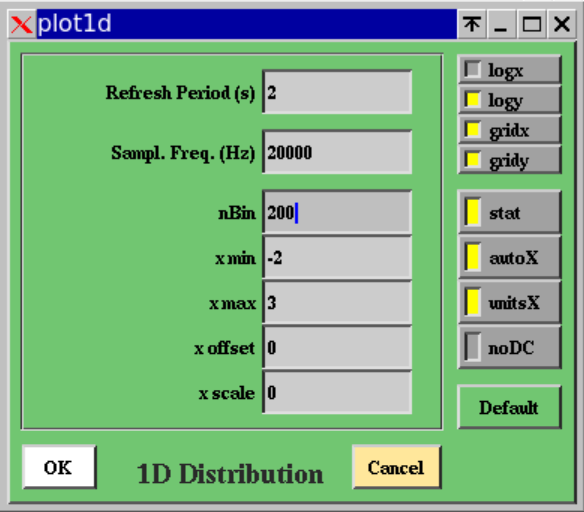 plot1d
Refresh Period (s) 2
Sampl. Freq. (Hz) 20000
nBin 200
x min -2
x max 3
x offset 0
x scale 0
logx
logy
gridx
gridy
stat
autoX
unitsX
noDC
Default
OK
1D Distribution
Cancel